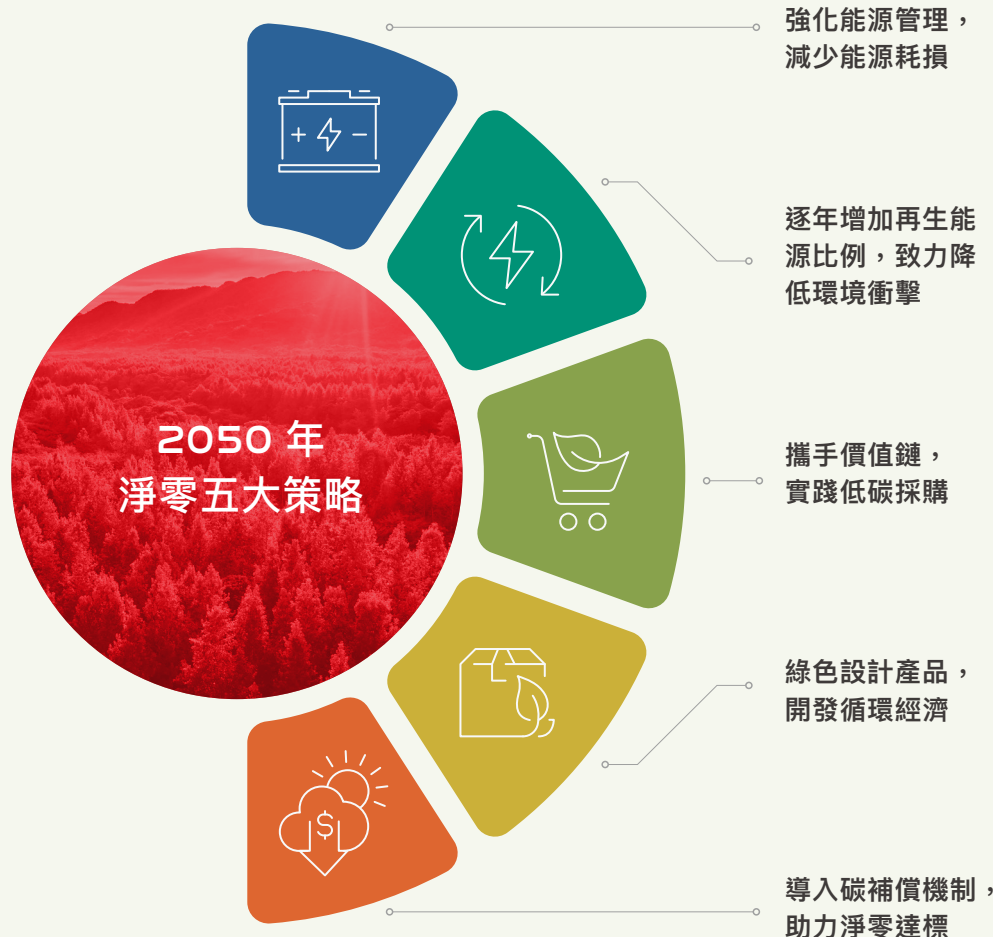 強化能源管理，
減少能源耗損
逐年增加再生能
源比例，致力降
低環境衝擊
2050 年
淨零五大策略
攜手價值鏈，
實踐低碳採購
綠色設計產品，
開發循環經濟
$
導入碳補償機制，
助力淨零達標